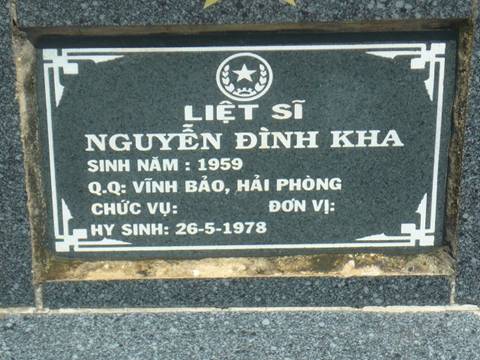 LIỆT SĨ
NGUYỄN ĐÌNH KHA
SINH NĂM : 1959
Q.Q: VĨNH BẢO, HẢI PHÒNG
CHỨC VỤ: ĐƠN VỊ:
HY SINH: 26-5-1978